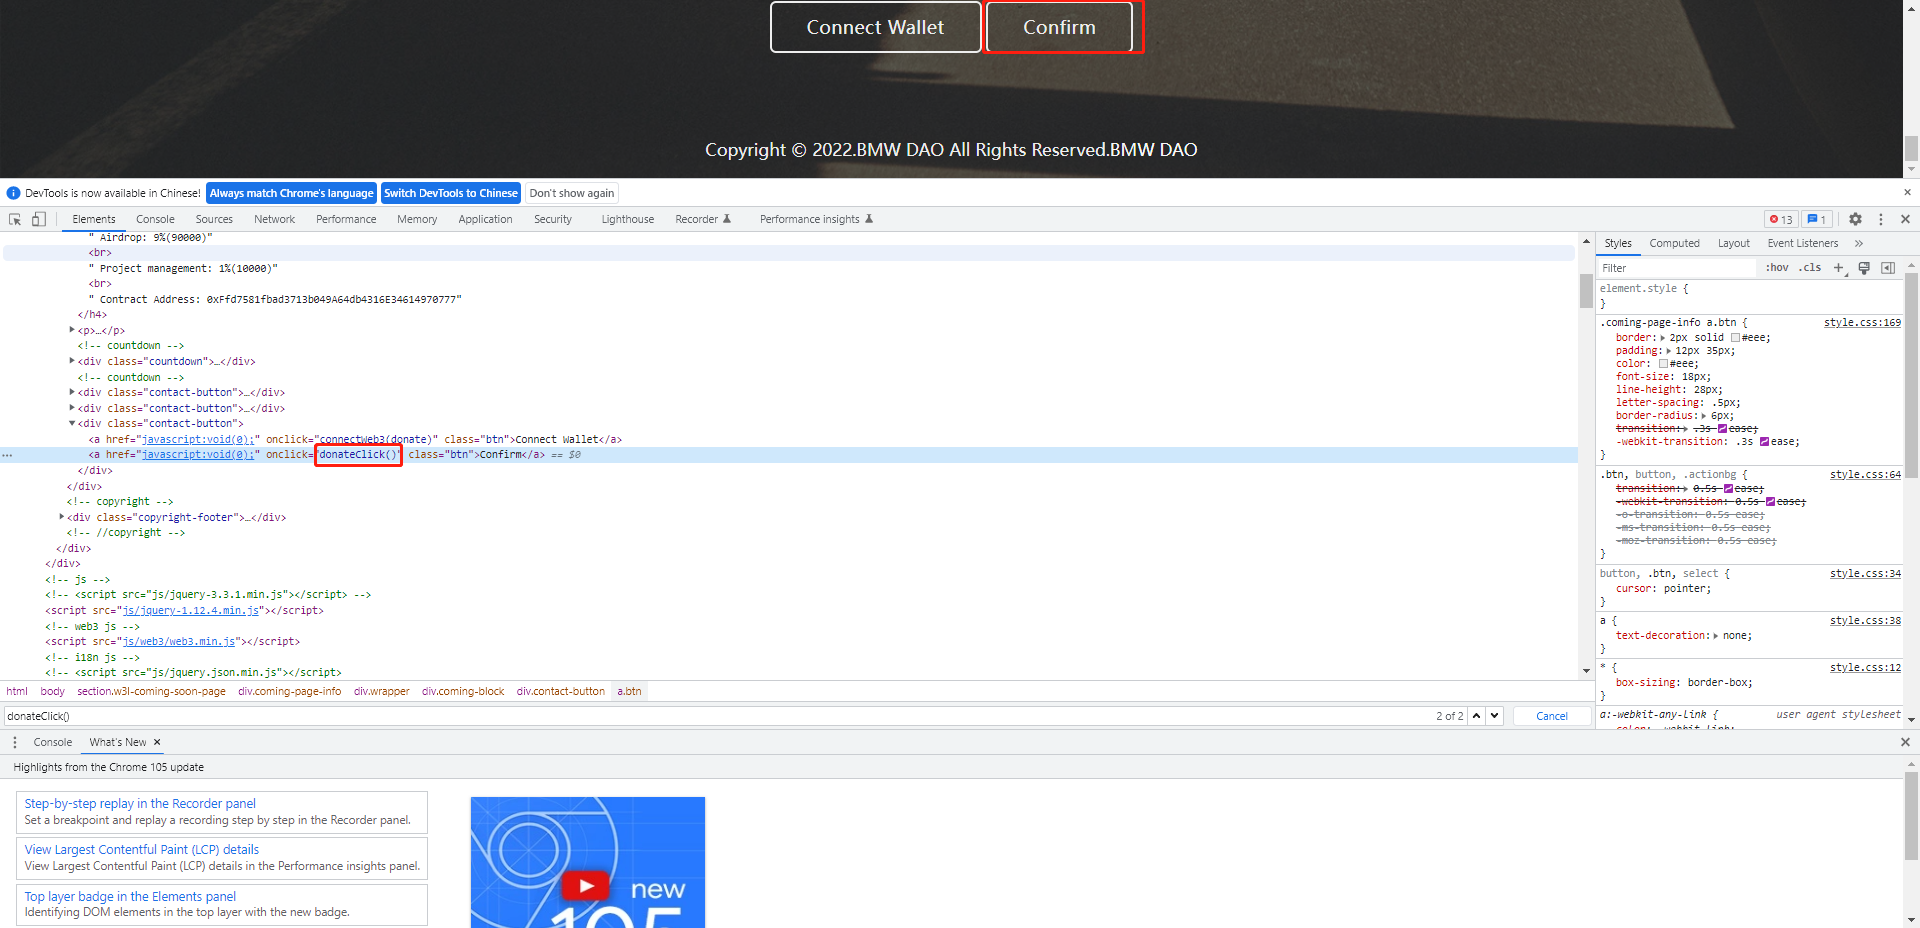 Connect Wallet
Confirm
Copyright © 2022.BMW DAO All Rights Reserved.BMW DAO
DevTools is now available in Chinese!
Always match Chrome's language
Switch DevTools to Chinese
Don't show again
Elements
Console
Sources
Network
Performance
Memory
Application
Security
Lighthouse
Recorder
Performance insights
13
1
" Airdrop: 9%(90000)"
<br>
" Project management: 1%(10000)"
<br>
" Contract Address: 0xFfd7581fbad3713b049A64db4316E34614970777"
</h4>
<p>…</p>
<!-- countdown -->
<div class="countdown">…</div>
<!-- countdown -->
<div class="contact-button">…</div>
<div class="contact-button">…</div>
<div class="contact-button">
<a href="javascript:void(0);" onclick="connectWeb3(donate)" class="btn">Connect Wallet</a>
<a href="javascript:void(0);" onclick="donateClick()" class="btn">Confirm</a> == $0
</div>
</div>
<!-- copyright -->
<div class="copyright-footer">…</div>
<!-- //copyright -->
</div>
</div>
<!-- js -->
<!-- <script src="js/jquery-3.3.1.min.js"></script> -->
<script src="js/jquery-1.12.4.min.js"></script>
<!-- web3 js -->
<script src="js/web3/web3.min.js"></script>
<!-- i18n js -->
<!-- <script src="js/jquery.json.min.js"></script>
html
body
section.w3l-coming-soon-page
div.coming-page-info
div.wrapper
div.coming-block
div.contact-button
a.btn
donateClick()
2 of 2
Cancel
Styles
Computed
Layout
Event Listeners
»
Filter
:hov
.cls
+
element.style {
}
.coming-page-info a.btn {
style.css:169
border: 2px solid #eee;
padding: 12px 35px;
color: #eee;
font-size: 18px;
line-height: 28px;
letter-spacing: .5px;
border-radius: 6px;
transition: .3s ease;
-webkit-transition: .3s ease;
}
.btn, button, .actionbg {
style.css:64
transition: 0.5s ease;
-webkit-transition: 0.5s ease;
-o-transition: 0.5s ease;
-ms-transition: 0.5s ease;
-moz-transition: 0.5s ease;
}
button, .btn, select {
style.css:34
cursor: pointer;
}
a {
style.css:38
text-decoration: none;
}
* {
style.css:12
box-sizing: border-box;
}
a:-webkit-any-link {
user agent stylesheet
Console
What's New
Highlights from the Chrome 105 update
Step-by-step replay in the Recorder panel
Set a breakpoint and replay a recording step by step in the Recorder panel.
View Largest Contentful Paint (LCP) details
View Largest Contentful Paint (LCP) details in the Performance insights panel.
Top layer badge in the Elements panel
Identifying DOM elements in the top layer with the new badge.
new
105